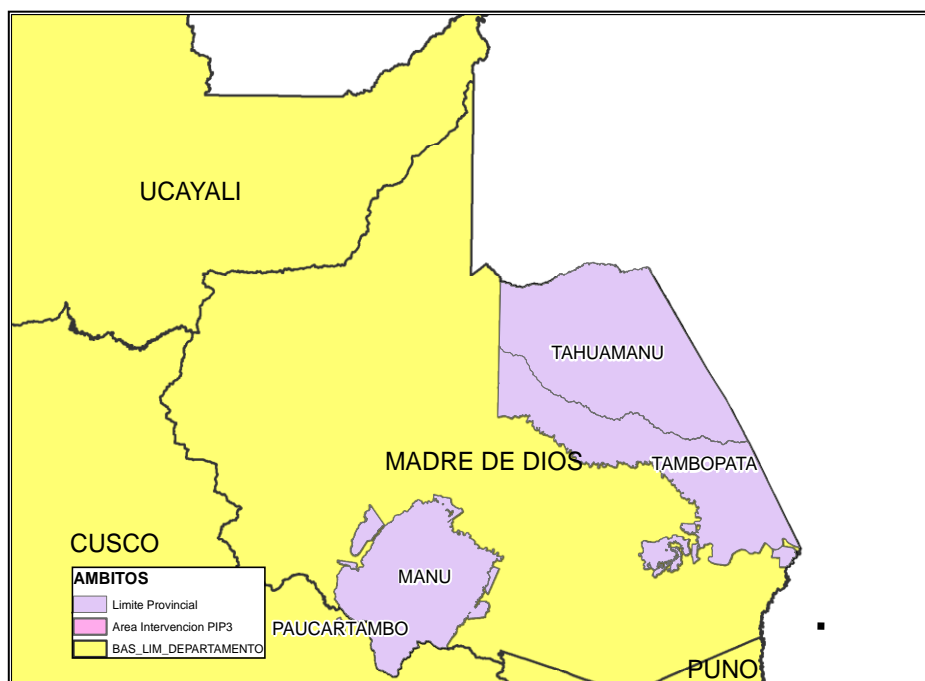 UCAYALI
TAHUAMANU
MADRE DE DIOS
TAMBOPATA
CUSCO
MANU
PAUCARTAMBO
PUNO
AMBITOS
Limite Provincial
Area Intervencion PIP3
BAS_LIM_DEPARTAMENTO